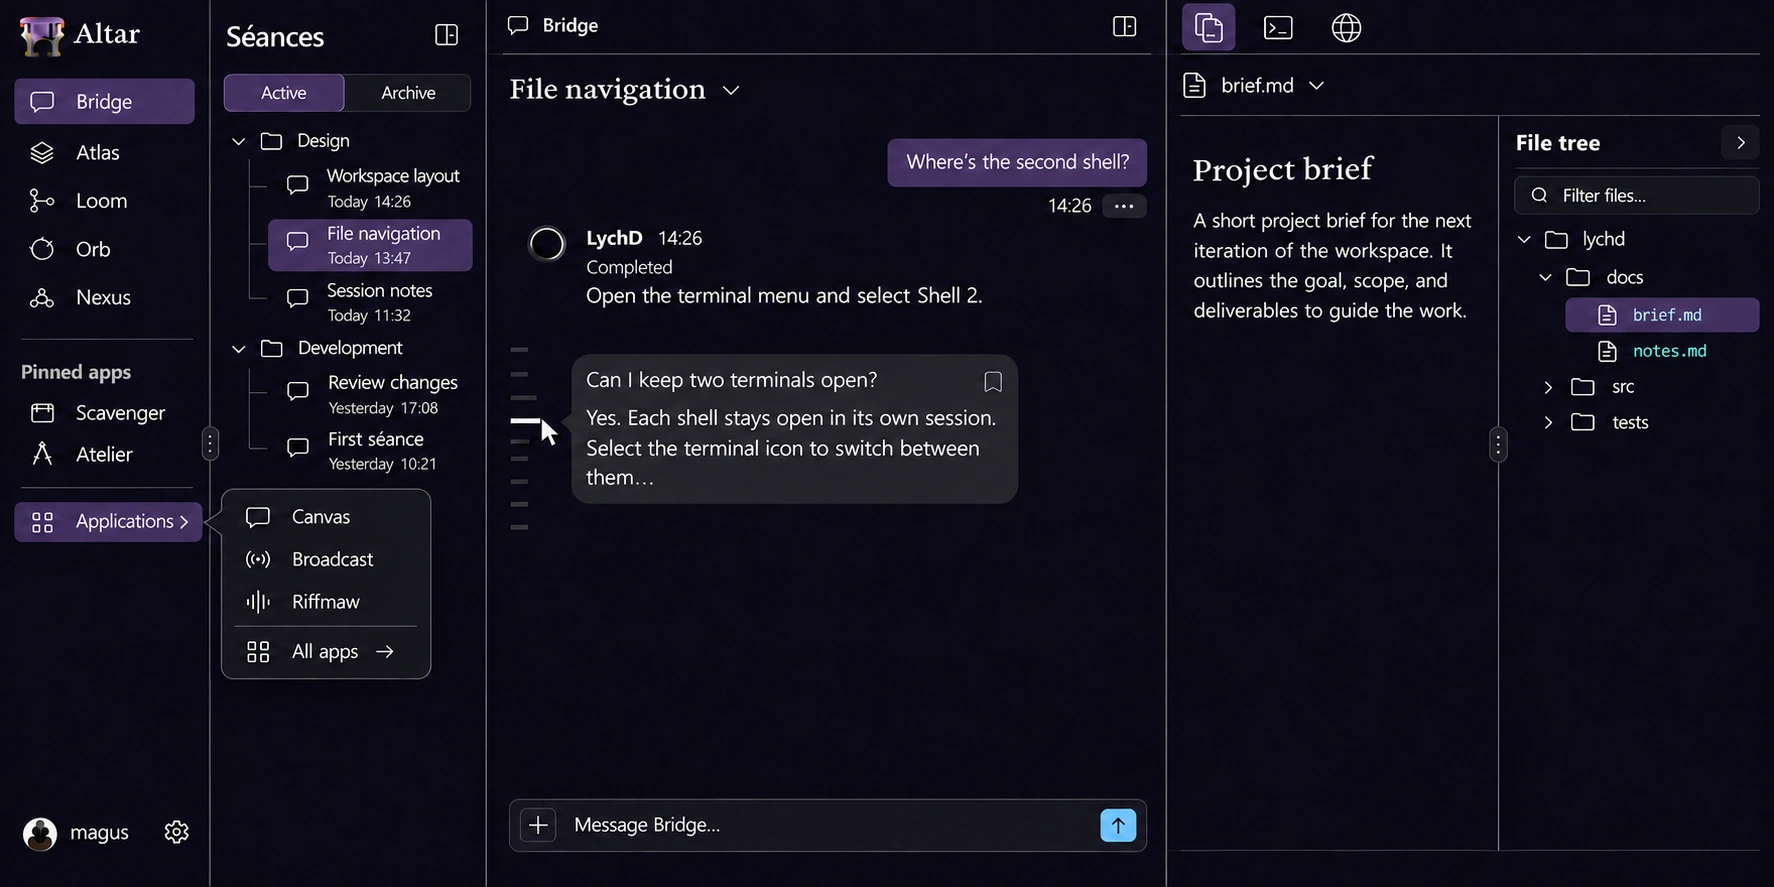 Altar
Bridge
Atlas
Loom
Orb
Nexus
Pinned apps
Scavenger
Atelier
Applications
magus
Séances
Active
Archive
Design
Workspace layout
Today 14:26
File navigation
Today 13:47
Session notes
Today 11:32
Development
Review changes
Yesterday 17:08
First séance
Yesterday 10:21
Canvas
Broadcast
Riffmaw
All apps →
Bridge
File navigation
Where's the second shell?
14:26
LychD 14:26
Completed
Open the terminal menu and select Shell 2.
Can I keep two terminals open?
Yes. Each shell stays open in its own session.
Select the terminal icon to switch between
them…
Message Bridge...
brief.md
Project brief
A short project brief for the next
iteration of the workspace. It
outlines the goal, scope, and
deliverables to guide the work.
File tree
Filter files...
lychd
docs
brief.md
notes.md
src
tests